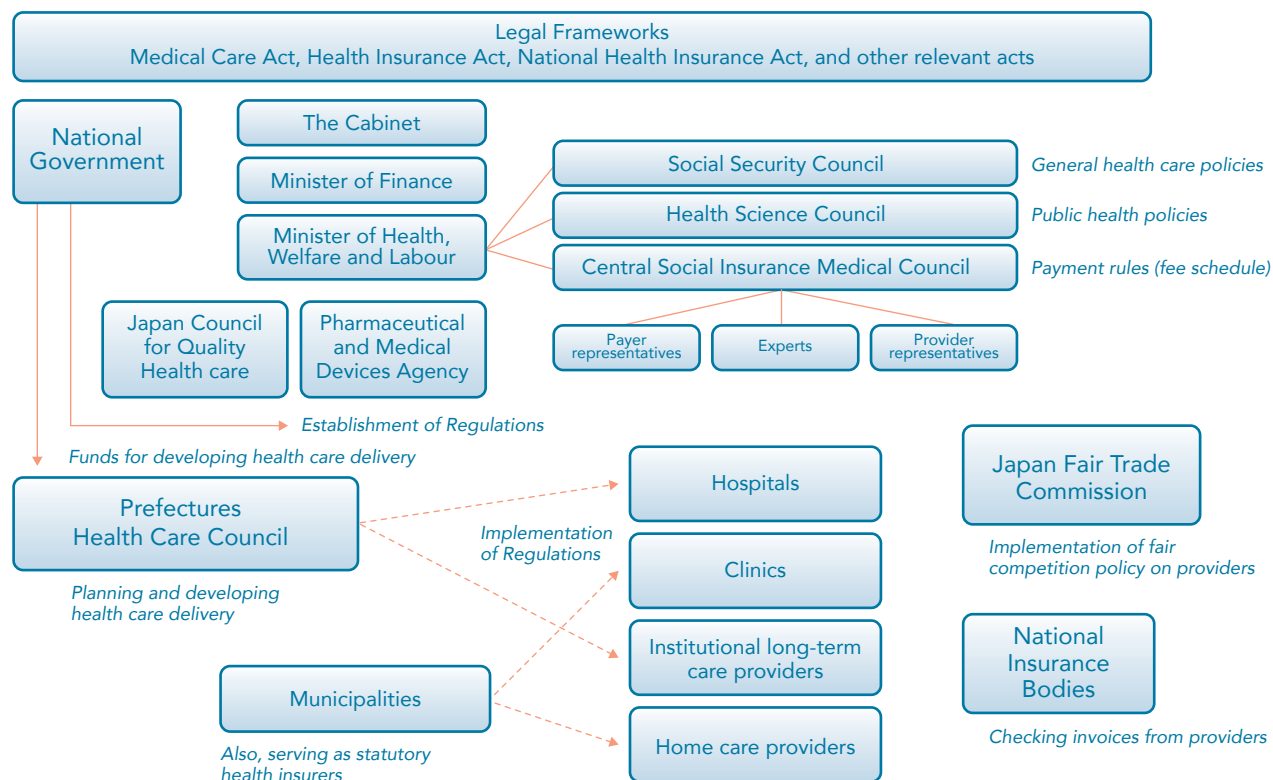 Legal Frameworks
Medical Care Act, Health Insurance Act, National Health Insurance Act, and other relevant acts
National
Government
The Cabinet
Minister of Finance
Minister of Health,
Welfare and Labour
Social Security Council
General health care policies
Health Science Council
Public health policies
Central Social Insurance Medical Council
Payment rules (fee schedule)
Payer
representatives
Experts
Provider
representatives
Japan Council
for Quality
Health care
Pharmaceutical
and Medical
Devices Agency
Establishment of Regulations
Funds for developing health care delivery
Prefectures
Health Care Council
Planning and developing
health care delivery
Implementation
of Regulations
Hospitals
Clinics
Institutional long-term
care providers
Home care providers
Municipalities
Also, serving as statutory
health insurers
Japan Fair Trade
Commission
Implementation of fair
competition policy on providers
National
Insurance
Bodies
Checking invoices from providers